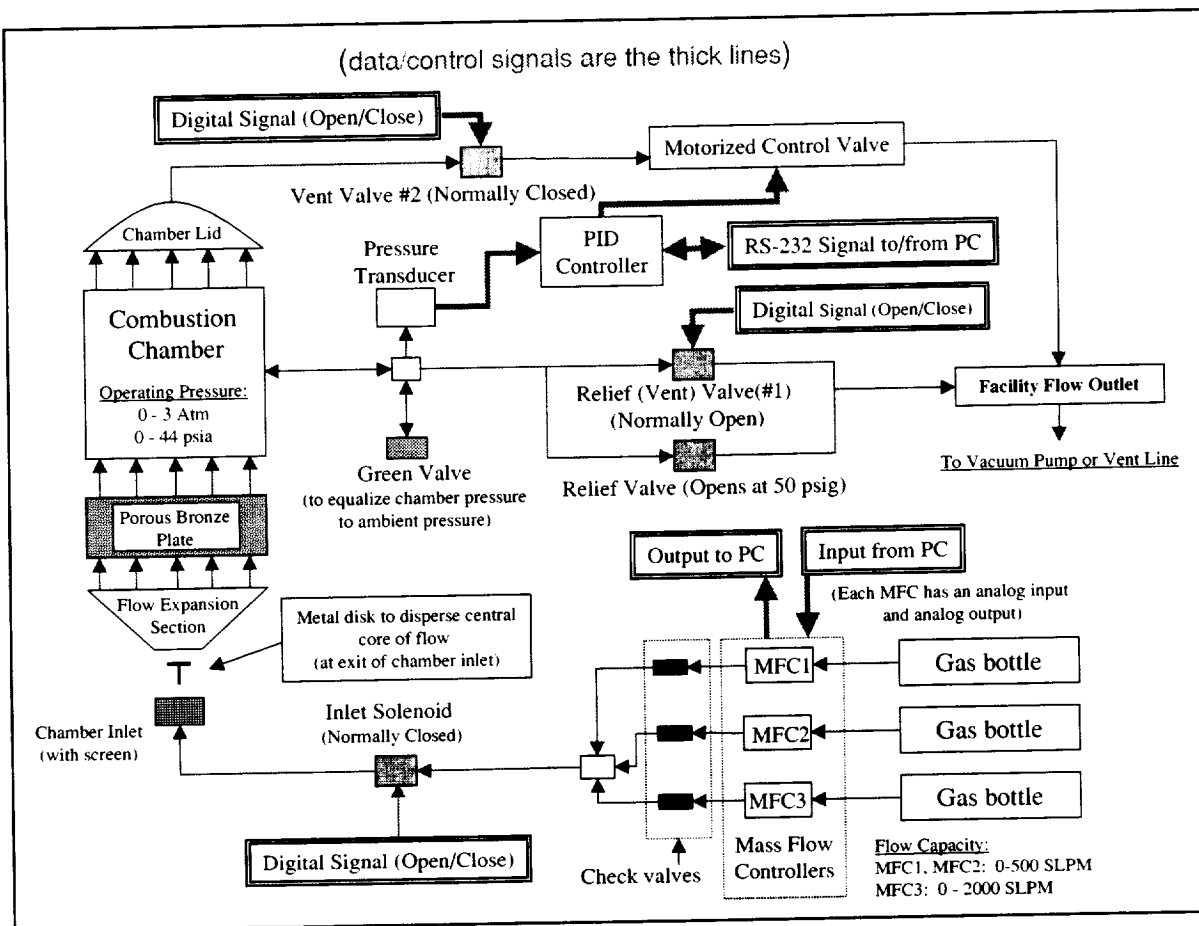 (data/control signals are the thick lines)
Digital Signal (Open/Close)
Motorized Control Valve
Vent Valve #2 (Normally Closed)
Chamber Lid
Pressure
Transducer
PID
Controller
RS-232 Signal to/from PC
Digital Signal (Open/Close)
Combustion
Chamber
Operating Pressure:
0 - 3 Atm
0 - 44 psia
Relief (Vent) Valve(#1)
(Normally Open)
Facility Flow Outlet
To Vacuum Pump or Vent Line
Green Valve
(to equalize chamber pressure
to ambient pressure)
Relief Valve (Opens at 50 psig)
Porous Bronze
Plate
Flow Expansion
Section
Metal disk to disperse central
core of flow
(at exit of chamber inlet)
Output to PC
Input from PC
(Each MFC has an analog input
and analog output)
MFC1
Gas bottle
MFC2
Gas bottle
MFC3
Gas bottle
Chamber Inlet
(with screen)
Inlet Solenoid
(Normally Closed)
Digital Signal (Open/Close)
Check valves
Mass Flow
Controllers
Flow Capacity:
MFC1, MFC2: 0-500 SLPM
MFC3: 0 - 2000 SLPM